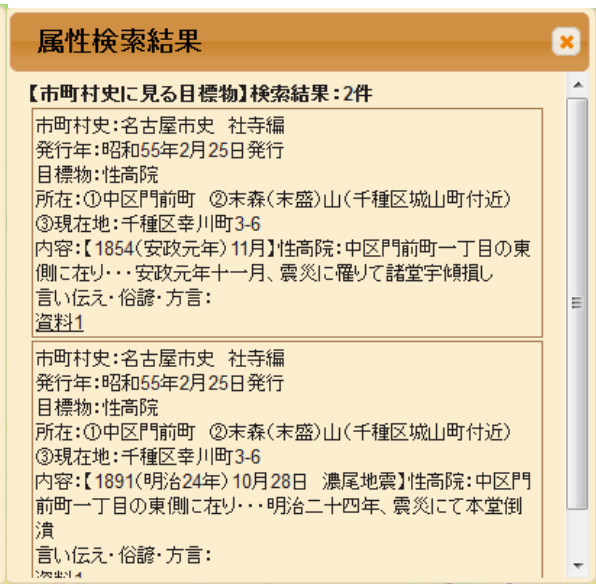 属性検索結果
【市町村史に見る目標物】検索結果：2件
市町村史：名古屋市史　社寺編
発行年：昭和55年2月25日発行
目標物：性高院
所在：①中区門前町　②末森(末盛)山(千種区城山町付近)
③現在地：千種区幸川町3-6
内容：【1854(安政元年)11月】性高院：中区門前町一丁目の東
側に在り・・・安政元年十一月、震災に罹りて諸堂宇傾損し
言い伝え・俗諺・方言：
資料1
市町村史：名古屋市史　社寺編
発行年：昭和55年2月25日発行
目標物：性高院
所在：①中区門前町　②末森(末盛)山(千種区城山町付近)
③現在地：千種区幸川町3-6
内容：【1891(明治24年)10月28日　濃尾地震】性高院：中区門
前町一丁目の東側に在り・・・明治二十四年、震災にて本堂倒
潰
言い伝え・俗諺・方言：
資料1